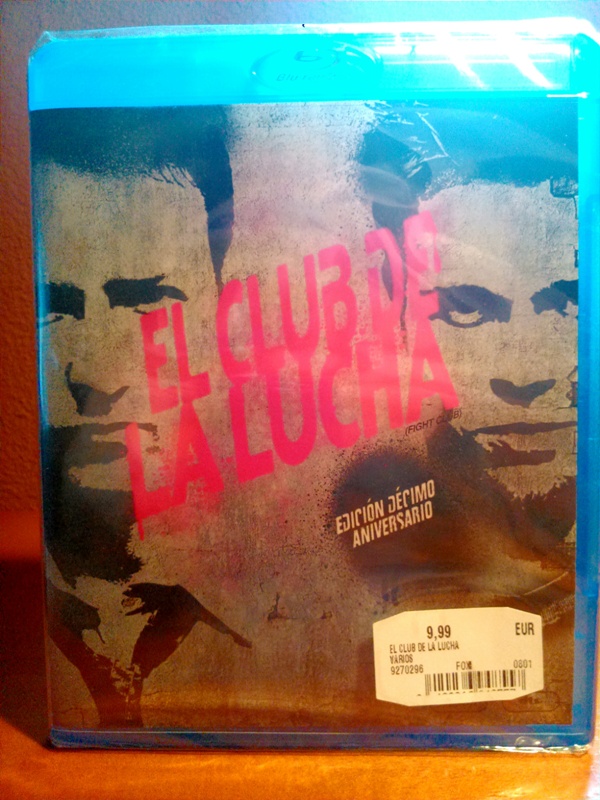 EL CLUB DE
LA LUCHA
(FIGHT CLUB)
EDICIÓN DÉCIMO
ANIVERSARIO
9,99 EUR
EL CLUB DE LA LUCHA
VARIOS
9270296 FOX 0801